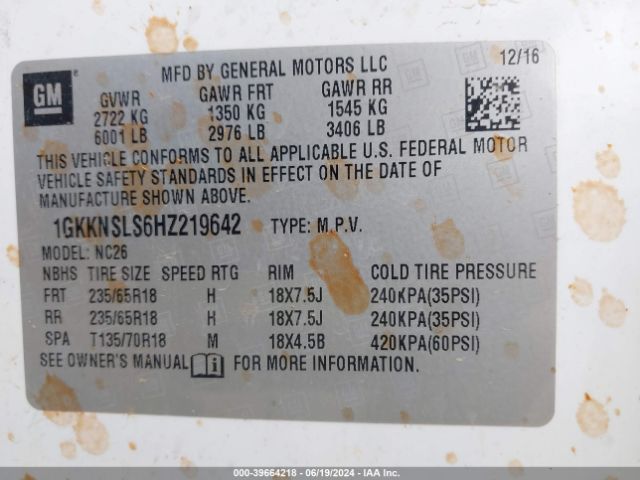 GM
MFD BY GENERAL MOTORS LLC 12/16
GVWR GAWR FRT GAWR RR
2722 KG 1350 KG 1545 KG
6001 LB 2976 LB 3406 LB
THIS VEHICLE CONFORMS TO ALL APPLICABLE U.S. FEDERAL MOTOR
VEHICLE SAFETY STANDARDS IN EFFECT ON THE DATE OF
MANUFACTURE SHOWN ABOVE.
1GKKNSLS6HZ219642 TYPE: M.P.V.
MODEL: NC26
NBHS TIRE SIZE SPEED RTG RIM COLD TIRE PRESSURE
FRT 235/65R18 H 18X7.5J 240KPA(35PSI)
RR 235/65R18 H 18X7.5J 240KPA(35PSI)
SPA T135/70R18 M 18X4.5B 420KPA(60PSI)
SEE OWNER'S MANUAL i FOR MORE INFORMATION.
000-39664218 - 06/19/2024 - IAA Inc.